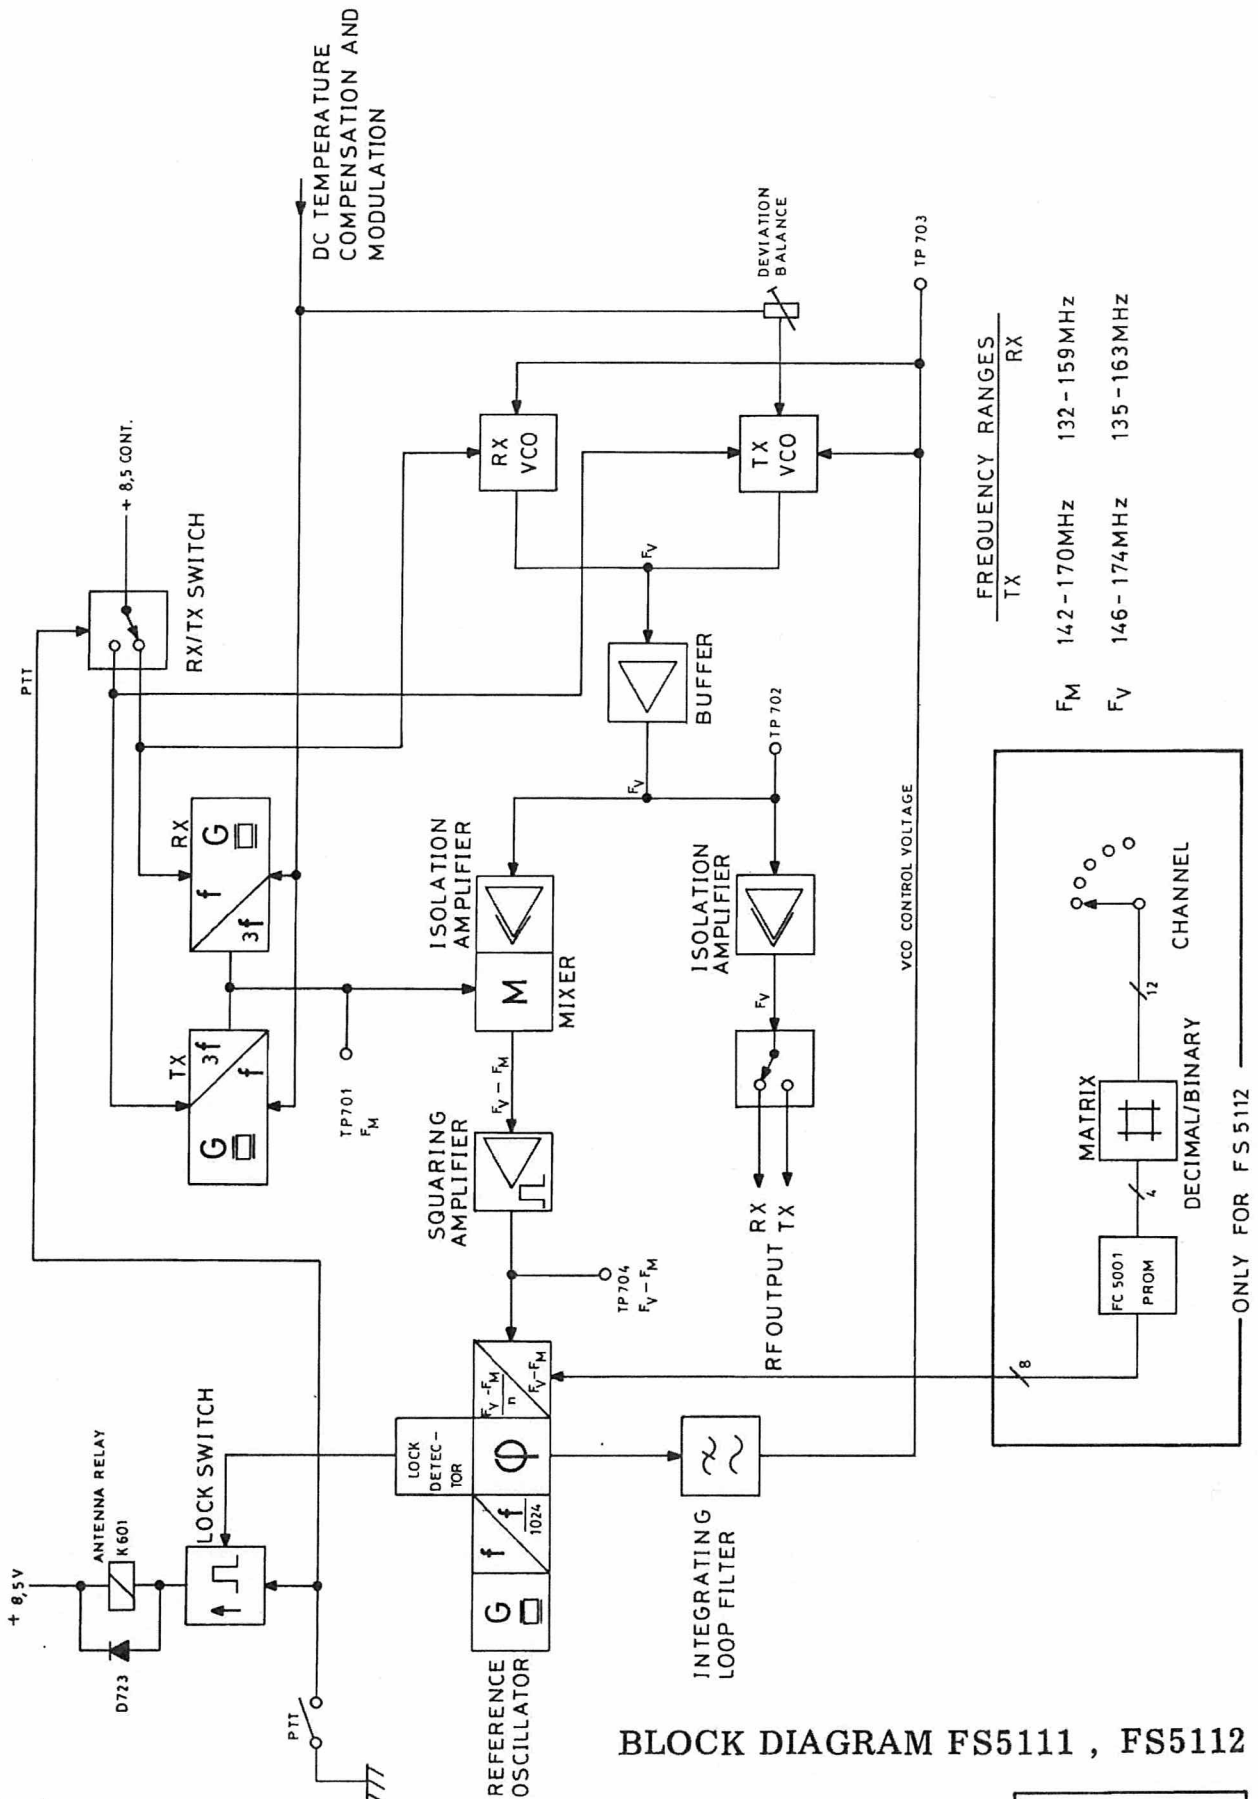 + 8,5V
ANTENNA RELAY
K601
D723
LOCK SWITCH
PTT
PTT
REFERENCE
OSCILLATOR
G
f
f
1024
φ
LOCK
DETEC-
TOR
FV-FM
n
FV-FM
INTEGRATING
LOOP FILTER
TP704
FV-FM
SQUARING
AMPLIFIER
FV-FM
M
MIXER
ISOLATION
AMPLIFIER
TP701
FM
TX
G
3f
f
RX
G
f
3f
RX/TX SWITCH
+ 8,5 CONT.
DC TEMPERATURE
COMPENSATION AND
MODULATION
RF OUTPUT
RX
TX
FV
ISOLATION
AMPLIFIER
TP 702
FV
BUFFER
FV
RX
VCO
TX
VCO
DEVIATION
BALANCE
TP 703
VCO CONTROL VOLTAGE
8
FC5001
PROM
4
MATRIX
DECIMAL/BINARY
12
CHANNEL
ONLY FOR FS 5112
FREQUENCY RANGES
TX RX
FM 142-170MHz 132-159MHz
FV 146-174MHz 135-163MHz
BLOCK DIAGRAM FS5111 , FS5112